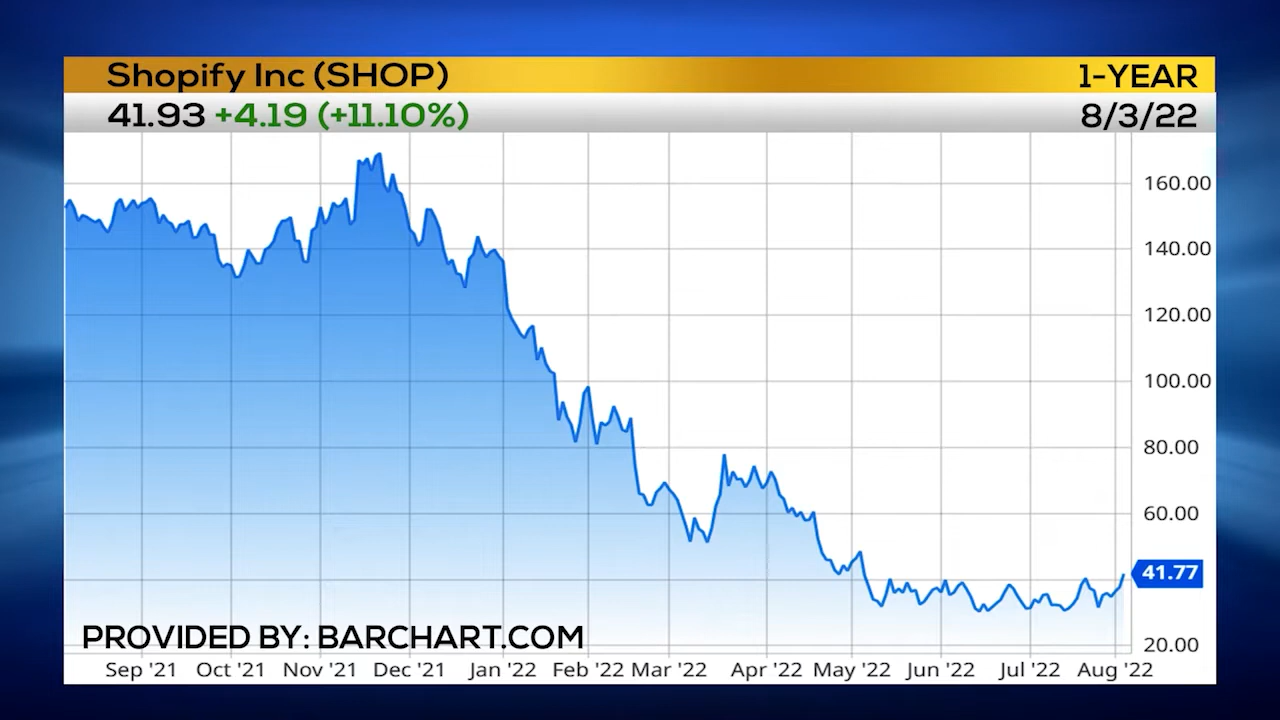 Shopify Inc (SHOP) 1-YEAR
41.93 +4.19 (+11.10%) 8/3/22
160.00
140.00
120.00
100.00
80.00
60.00
41.77
20.00
PROVIDED BY: BARCHART.COM
Sep '21 Oct '21 Nov '21 Dec '21 Jan '22 Feb '22 Mar '22 Apr '22 May '22 Jun '22 Jul '22 Aug '22